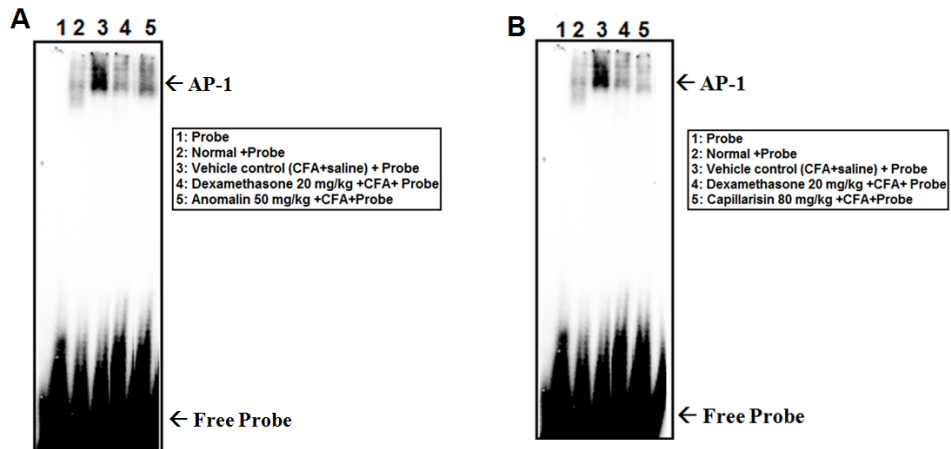 A
1 2 3 4 5
← AP-1
1: Probe
2: Normal +Probe
3: Vehicle control (CFA+saline) + Probe
4: Dexamethasone 20 mg/kg +CFA+ Probe
5: Anomalin 50 mg/kg +CFA+Probe
← Free Probe
B
1 2 3 4 5
← AP-1
1: Probe
2: Normal +Probe
3: Vehicle control (CFA+saline) + Probe
4: Dexamethasone 20 mg/kg +CFA+ Probe
5: Capillarisin 80 mg/kg +CFA+Probe
← Free Probe